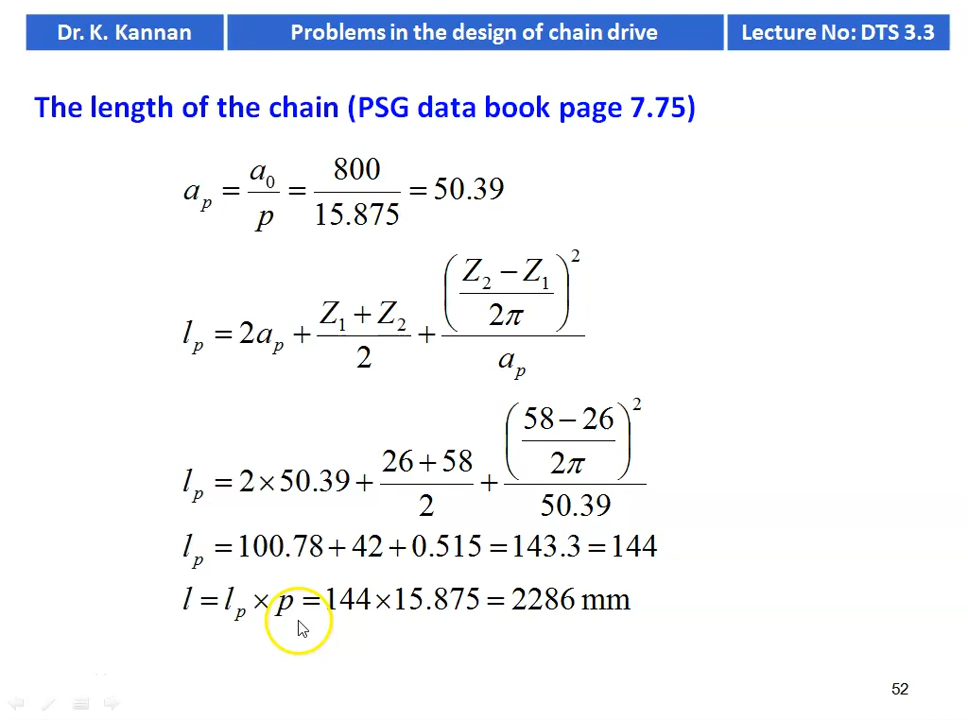 Dr. K. Kannan
Problems in the design of chain drive
Lecture No: DTS 3.3
The length of the chain (PSG data book page 7.75)
a_p = a_0 / p = 800 / 15.875 = 50.39
l_p = 2a_p + (Z_1 + Z_2) / 2 + ((Z_2 − Z_1) / 2π)^2 / a_p
l_p = 2 × 50.39 + (26 + 58) / 2 + ((58 − 26) / 2π)^2 / 50.39
l_p = 100.78 + 42 + 0.515 = 143.3 = 144
l = l_p × p = 144 × 15.875 = 2286 mm
52